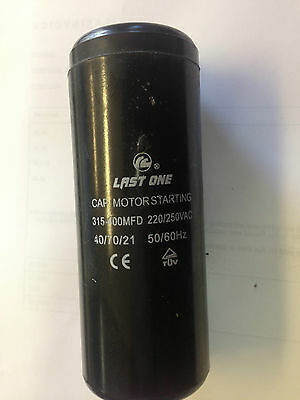 ®
LAST ONE
CAP. MOTOR STARTING
315-400MFD 220/250VAC
40/70/21 50/60Hz
CE TÜV